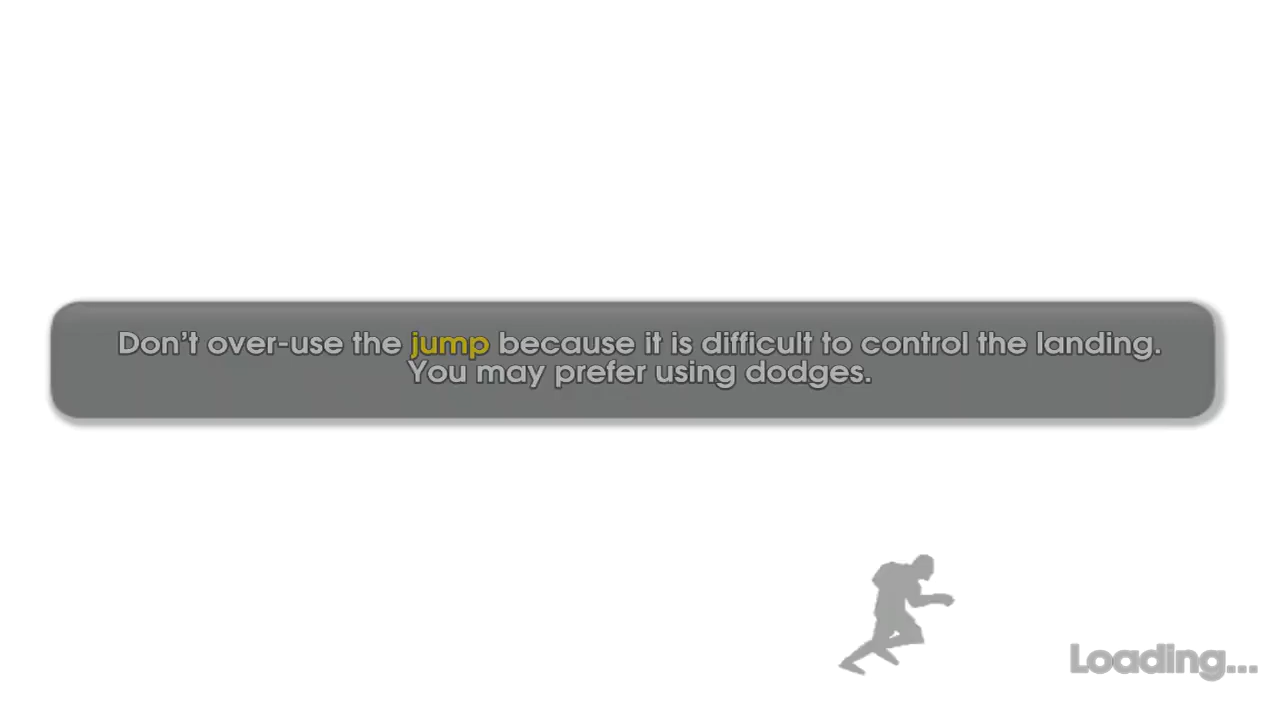 Don't over-use the jump because it is difficult to control the landing.
You may prefer using dodges.
Loading...